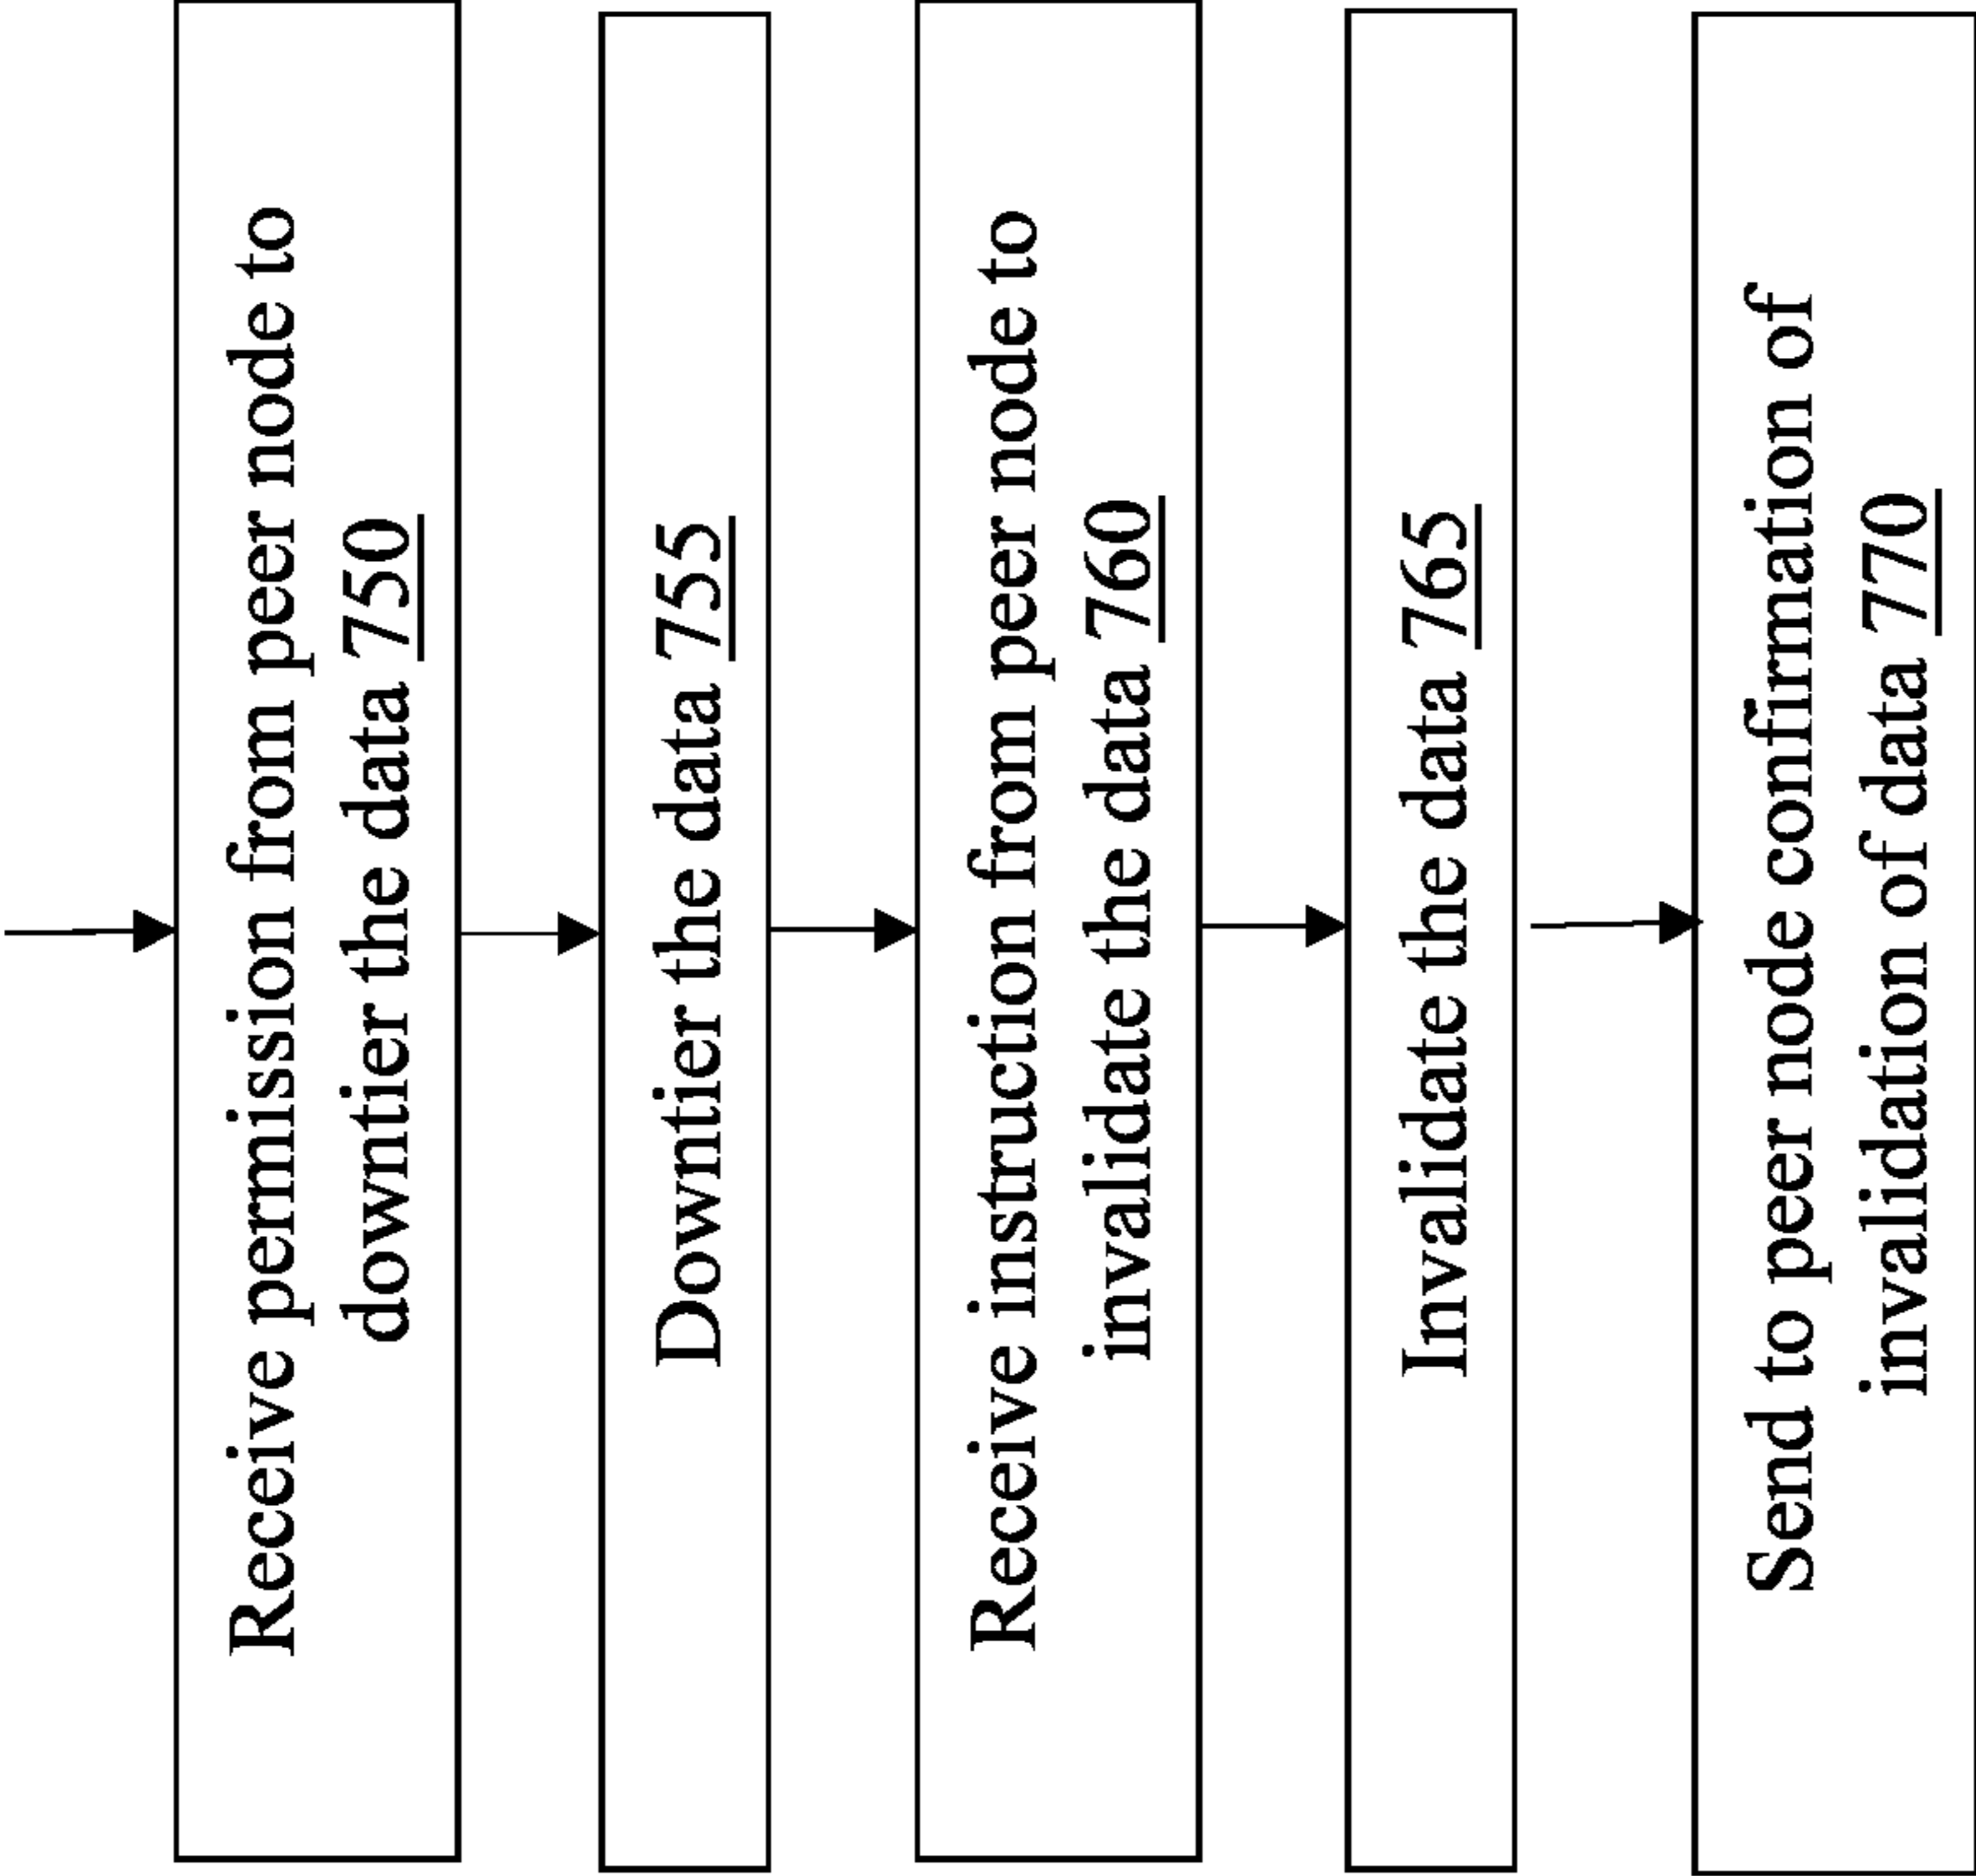 Receive permission from peer node to
downtier the data 750
Downtier the data 755
Receive instruction from peer node to
invalidate the data 760
Invalidate the data 765
Send to peer node confirmation of
invalidation of data 770